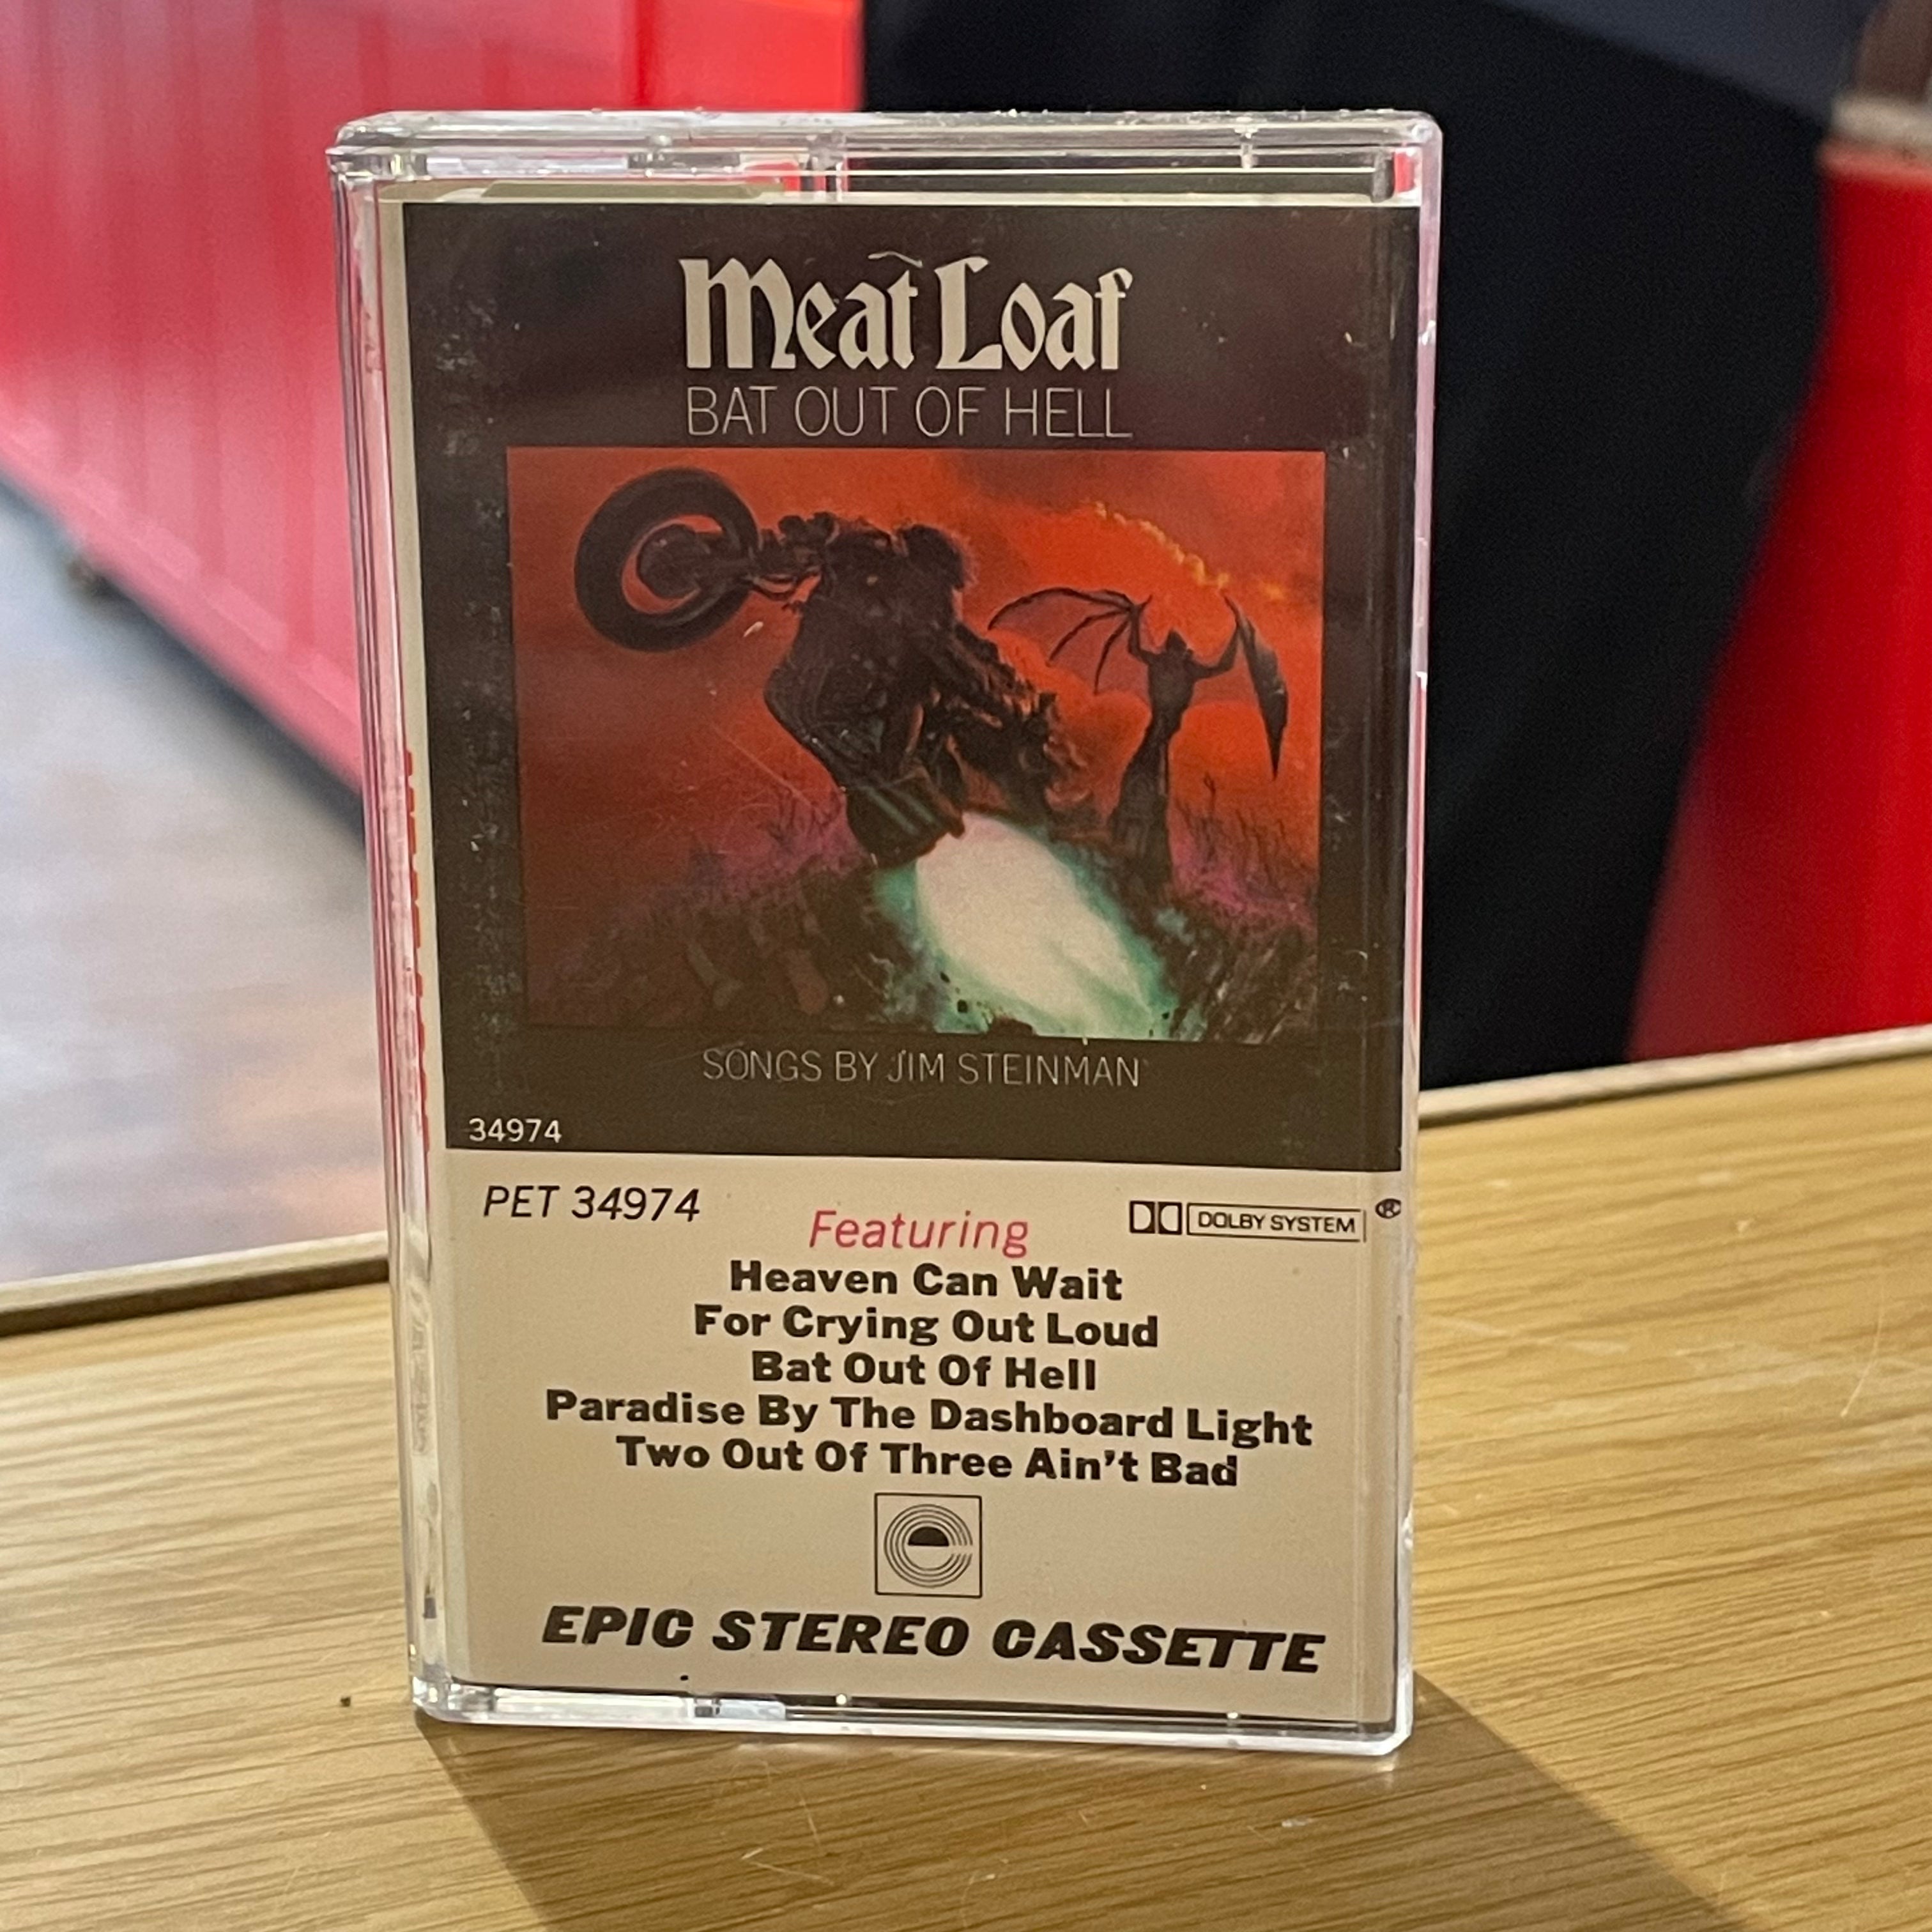 Meat Loaf
BAT OUT OF HELL
SONGS BY JIM STEINMAN
34974
PET 34974
DOLBY SYSTEM ®
Featuring
Heaven Can Wait
For Crying Out Loud
Bat Out Of Hell
Paradise By The Dashboard Light
Two Out Of Three Ain't Bad
EPIC STEREO CASSETTE